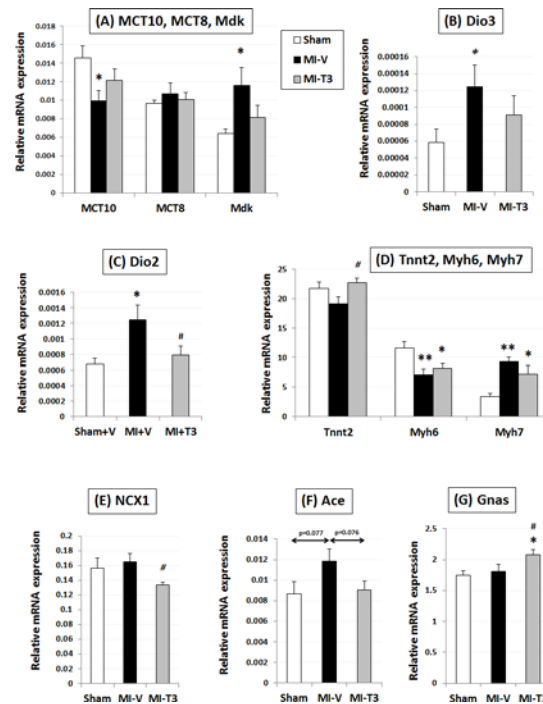 (A) MCT10, MCT8, Mdk
Relative mRNA expression
0.018
0.016
0.014
0.012
0.01
0.008
0.006
0.004
0.002
0
*
*
MCT10 MCT8 Mdk
Sham
MI-V
MI-T3
(B) Dio3
Relative mRNA expression
0.00016
0.00014
0.00012
0.0001
0.00008
0.00006
0.00004
0.00002
0
*
Sham MI-V MI-T3
(C) Dio2
Relative mRNA expression
0.0016
0.0014
0.0012
0.001
0.0008
0.0006
0.0004
0.0002
0
*
#
Sham+V MI+V MI+T3
(D) Tnnt2, Myh6, Myh7
Relative mRNA expression
25
20
15
10
5
0
#
** *
** *
Tnnt2 Myh6 Myh7
(E) NCX1
Relative mRNA expression
0.2
0.18
0.16
0.14
0.12
0.1
0.08
0.06
0.04
0.02
0
#
Sham MI-V MI-T3
(F) Ace
Relative mRNA expression
0.014
0.012
0.01
0.008
0.006
0.004
0.002
0
p=0.077 p=0.076
Sham MI-V MI-T3
(G) Gnas
Relative mRNA expression
2.5
2
1.5
1
0.5
0
#
*
Sham MI-V MI-T3